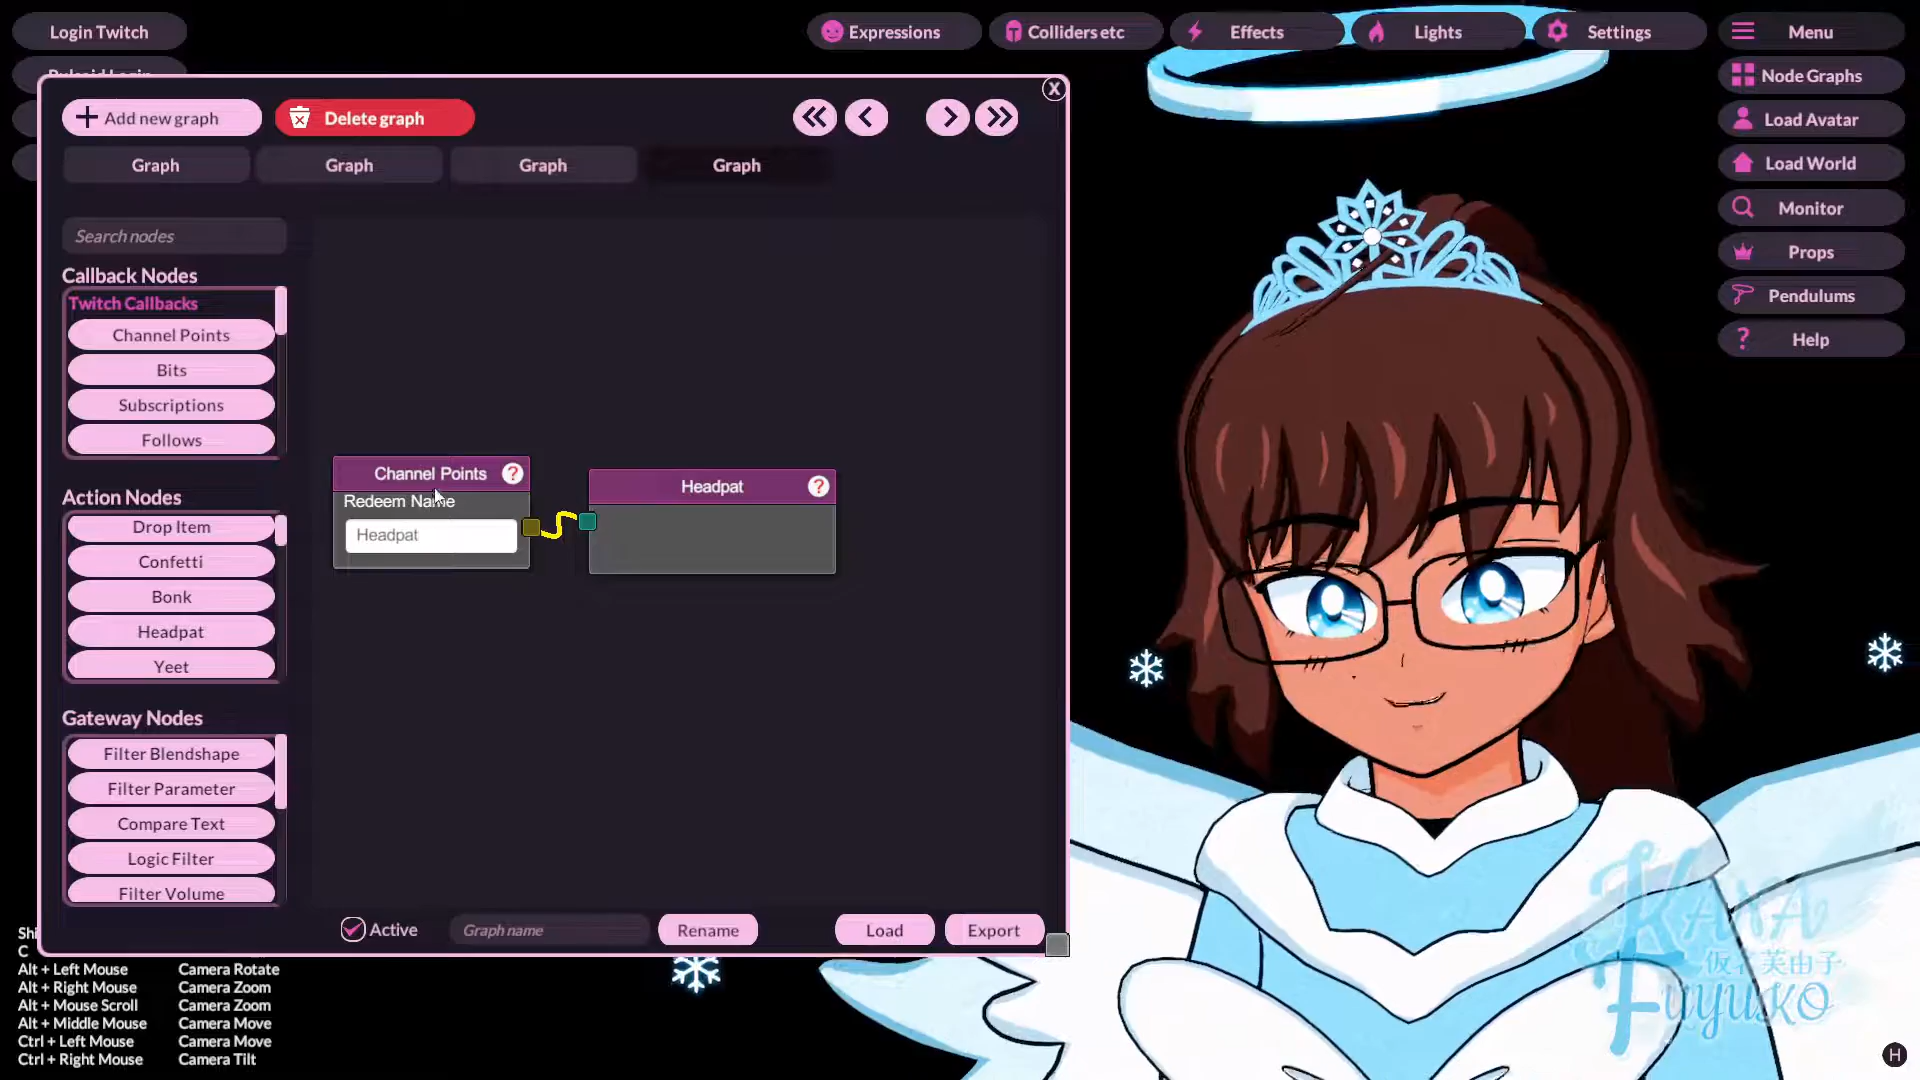 Login Twitch
Expressions
Colliders etc
Effects
Lights
Settings
Menu
Node Graphs
Load Avatar
Load World
Monitor
Props
Pendulums
Help
Add new graph
Delete graph
Graph
Graph
Graph
Graph
Search nodes
Callback Nodes
Twitch Callbacks
Channel Points
Bits
Subscriptions
Follows
Action Nodes
Drop Item
Confetti
Bonk
Headpat
Yeet
Gateway Nodes
Filter Blendshape
Filter Parameter
Compare Text
Logic Filter
Filter Volume
Channel Points ?
Redeem Name
Headpat
Headpat ?
Active
Graph name
Rename
Load
Export
Shi
C
Alt + Left Mouse Camera Rotate
Alt + Right Mouse Camera Zoom
Alt + Mouse Scroll Camera Zoom
Alt + Middle Mouse Camera Move
Ctrl + Left Mouse Camera Move
Ctrl + Right Mouse Camera Tilt
Fuyuko
H